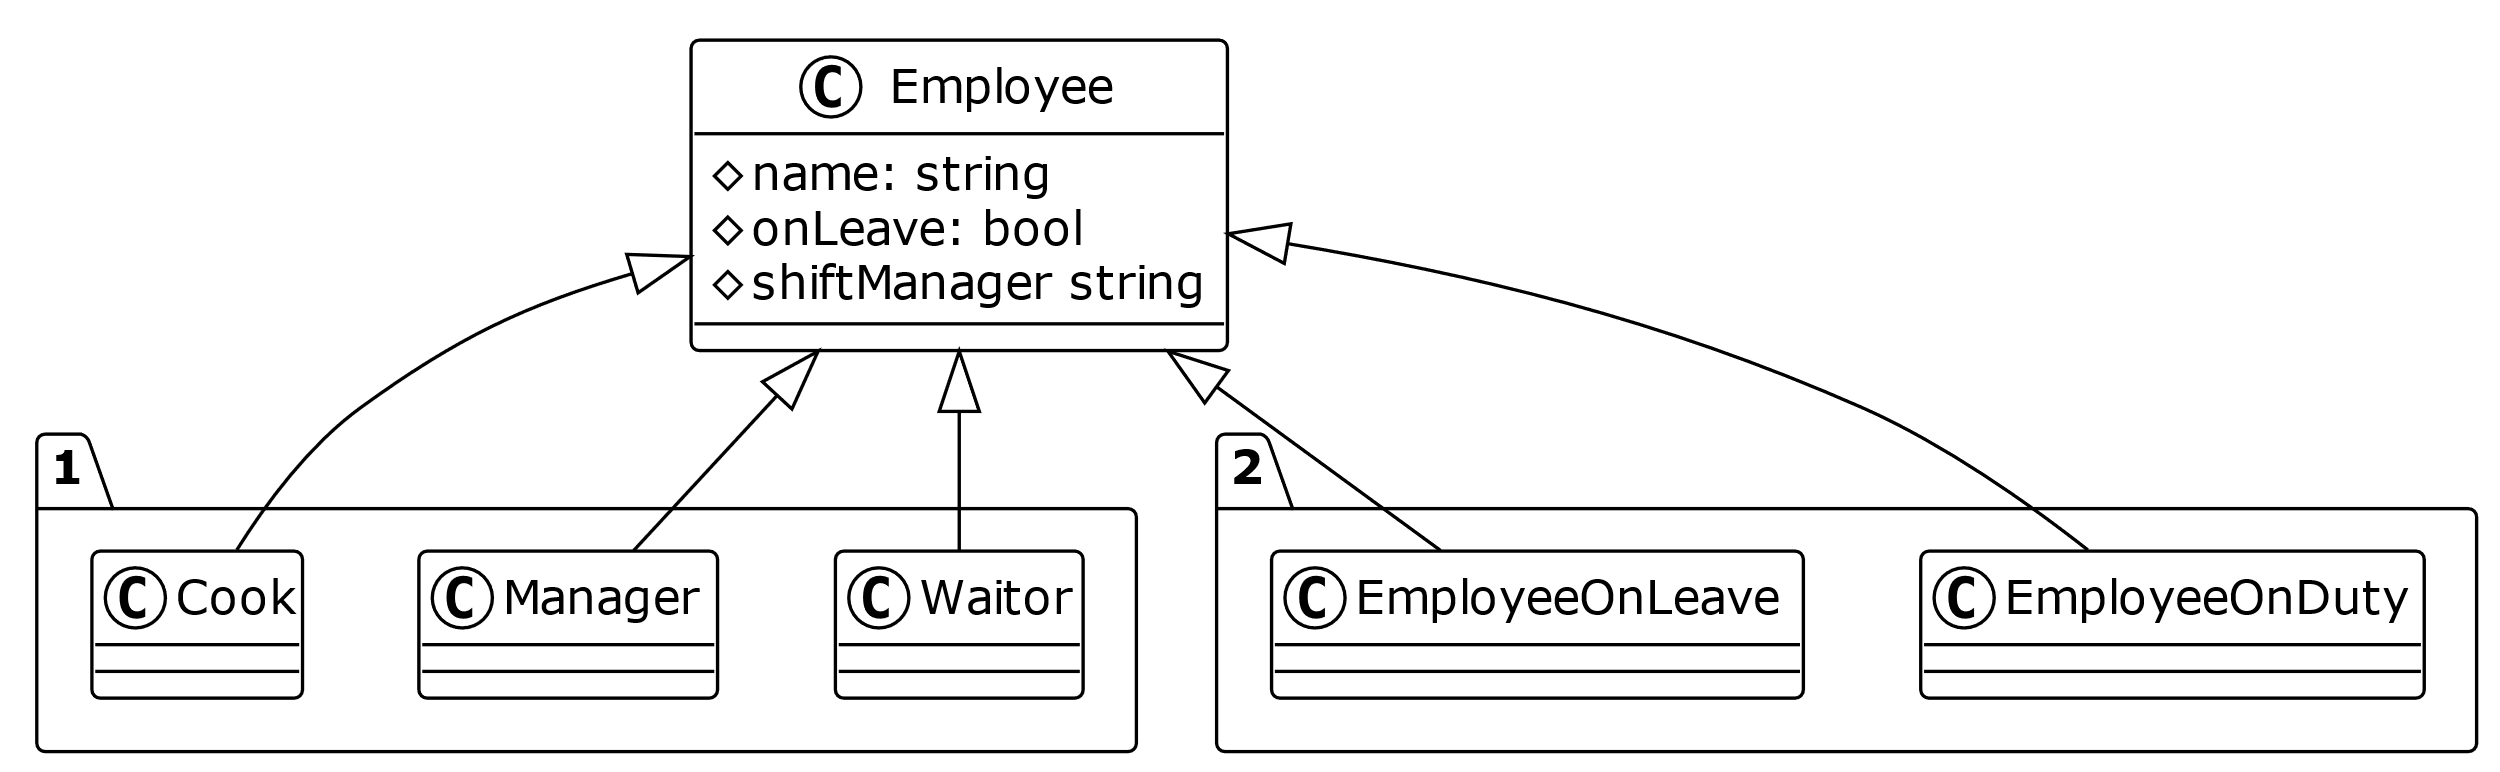 C Employee
name: string
onLeave: bool
shiftManager string
1
C Cook
C Manager
C Waitor
2
C EmployeeOnLeave
C EmployeeOnDuty